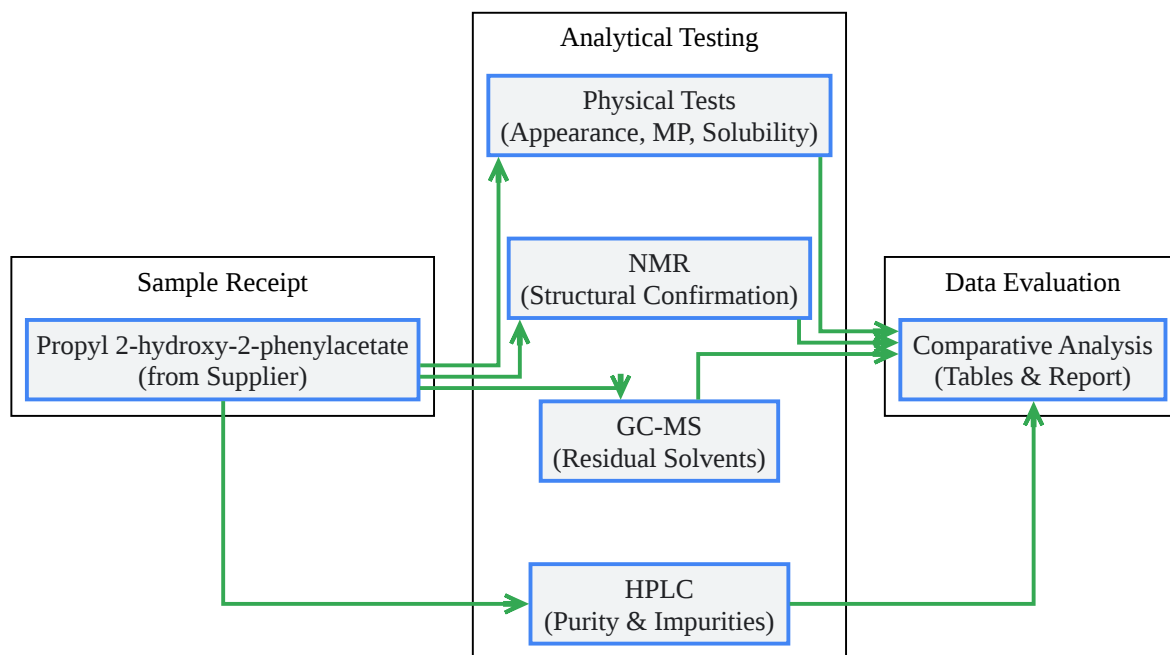 Analytical Testing
Physical Tests
(Appearance, MP, Solubility)
NMR
(Structural Confirmation)
Sample Receipt
Data Evaluation
Propyl 2-hydroxy-2-phenylacetate
(from Supplier)
Comparative Analysis
(Tables & Report)
GC-MS
(Residual Solvents)
HPLC
(Purity & Impurities)